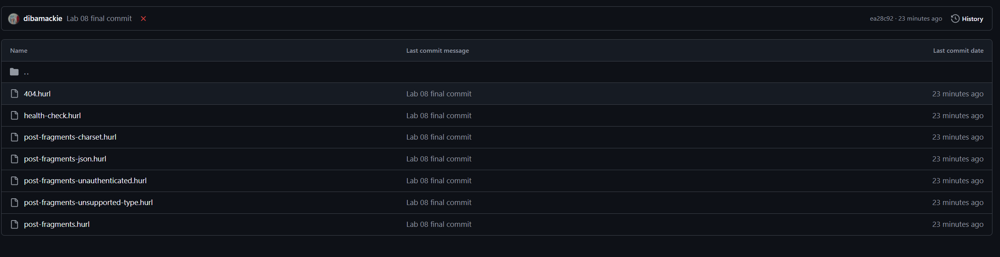 dibamackie Lab 08 final commit ea28c92 · 23 minutes ago History
Name Last commit message Last commit date
..
404.hurl Lab 08 final commit 23 minutes ago
health-check.hurl Lab 08 final commit 23 minutes ago
post-fragments-charset.hurl Lab 08 final commit 23 minutes ago
post-fragments-json.hurl Lab 08 final commit 23 minutes ago
post-fragments-unauthenticated.hurl Lab 08 final commit 23 minutes ago
post-fragments-unsupported-type.hurl Lab 08 final commit 23 minutes ago
post-fragments.hurl Lab 08 final commit 23 minutes ago